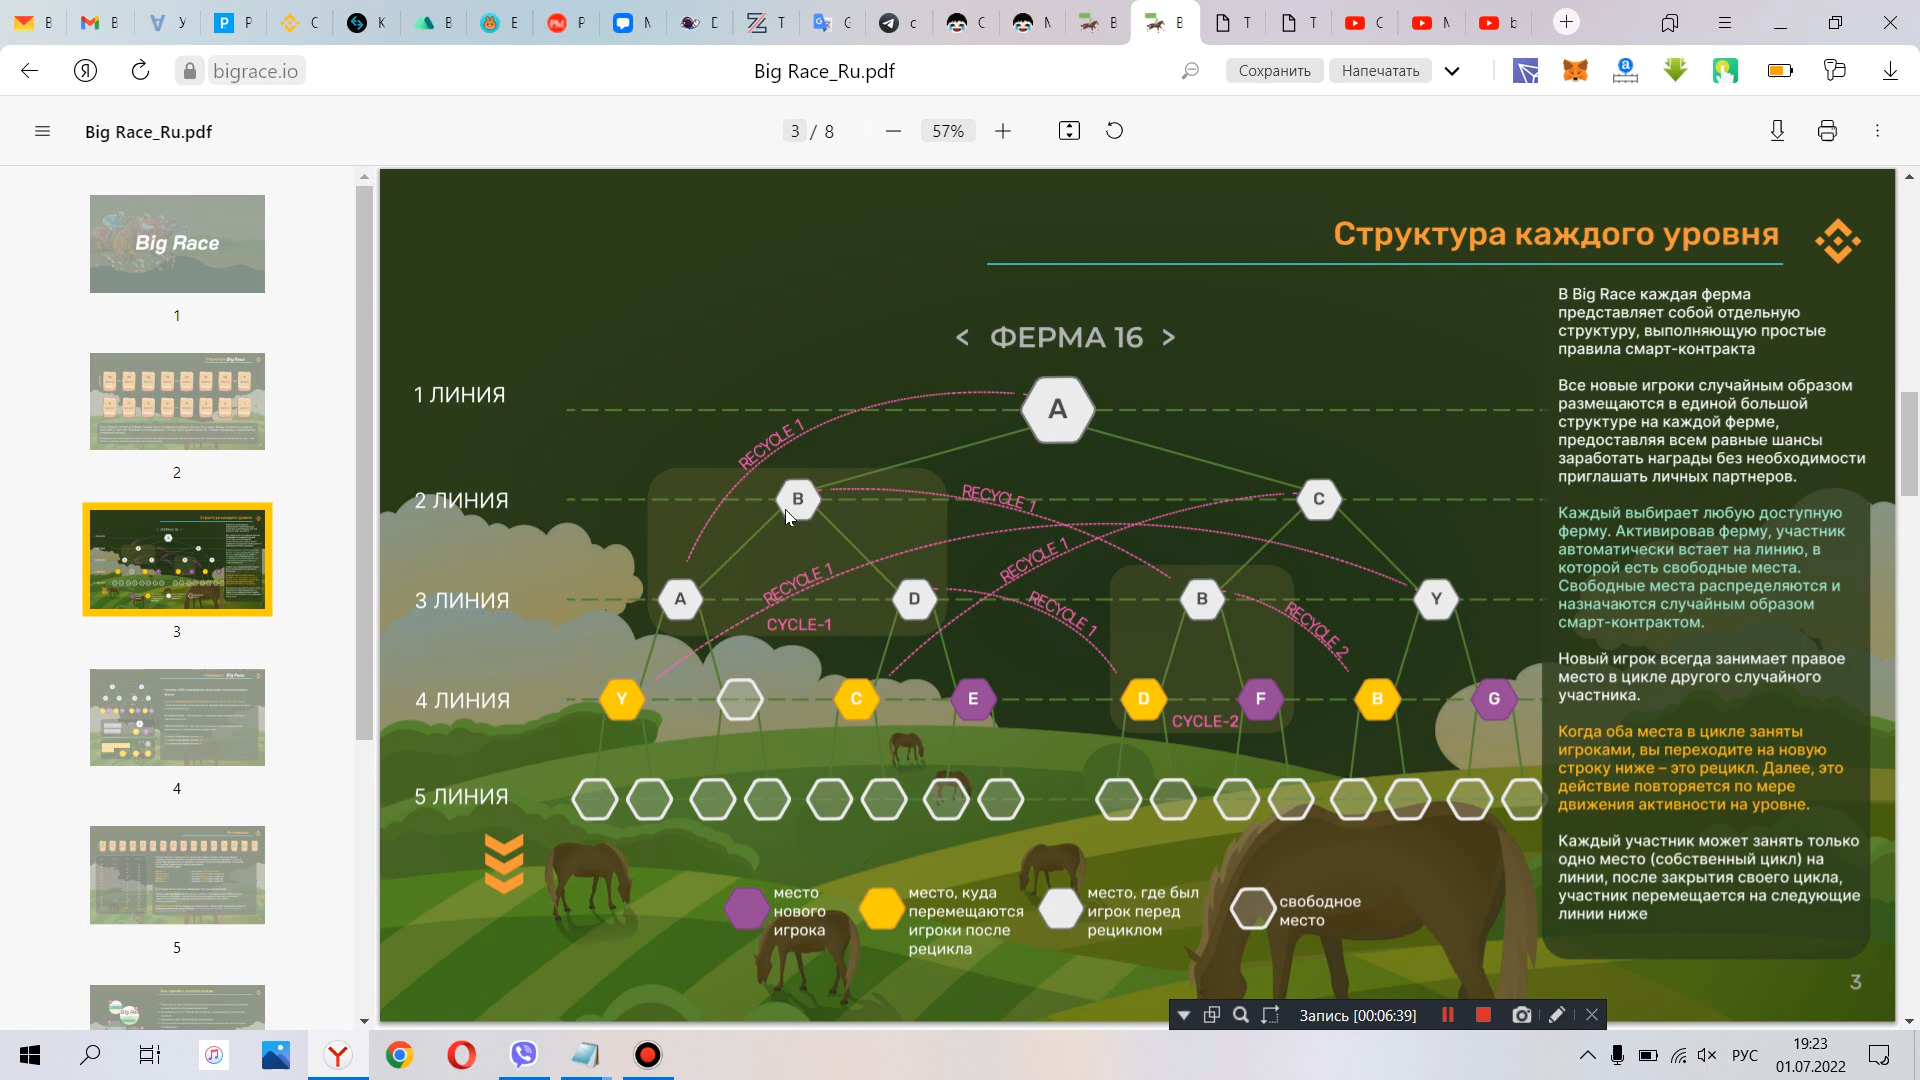 В
В
У
Р
С
К
В
Е
Р
М
D
Т
G
с
С
М
В
В
Т
Т
С
М
b
bigrace.io
Big Race_Ru.pdf
Сохранить
Напечатать
Big Race_Ru.pdf
3 / 8
57%
Big Race
1
2
3
4
5
Структура каждого уровня
< ФЕРМА 16 >
1 ЛИНИЯ
A
RECYCLE 1
2 ЛИНИЯ
B
RECYCLE 1
C
RECYCLE 1
RECYCLE 1
3 ЛИНИЯ
A
D
B
Y
CYCLE-1
RECYCLE 1
RECYCLE 2
4 ЛИНИЯ
Y
C
E
D
F
B
G
CYCLE-2
5 ЛИНИЯ
место
нового
игрока
место, куда
перемещаются
игроки после
рецикла
место, где был
игрок перед
рециклом
свободное
место
В Big Race каждая ферма
представляет собой отдельную
структуру, выполняющую простые
правила смарт-контракта
Все новые игроки случайным образом
размещаются в единой большой
структуре на каждой ферме,
предоставляя всем равные шансы
заработать награды без необходимости
приглашать личных партнеров.
Каждый выбирает любую доступную
ферму. Активировав ферму, участник
автоматически встает на линию, в
которой есть свободные места.
Свободные места распределяются и
назначаются случайным образом
смарт-контрактом.
Новый игрок всегда занимает правое
место в цикле другого случайного
участника.
Когда оба места в цикле заняты
игроками, вы переходите на новую
строку ниже – это рецикл. Далее, это
действие повторяется по мере
движения активности на уровне.
Каждый участник может занять только
одно место (собственный цикл) на
линии, после закрытия своего цикла,
участник перемещается на следующие
линии ниже
3
Запись [00:06:39]
РУС
19:23
01.07.2022